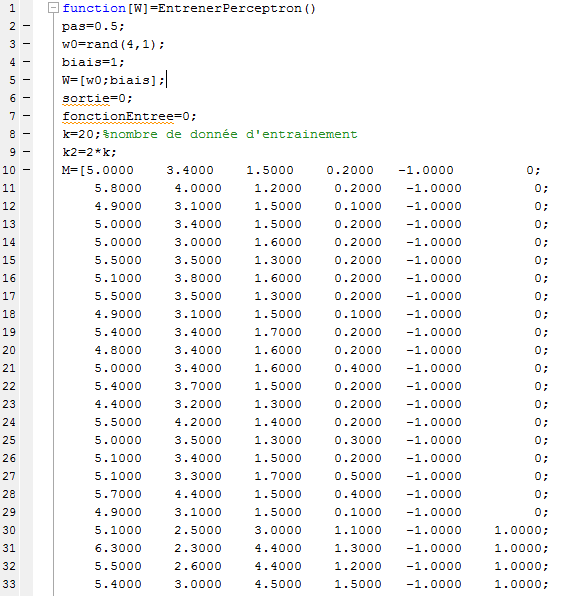 1 function[W]=EntrenerPerceptron()
2 – pas=0.5;
3 – w0=rand(4,1);
4 – biais=1;
5 – W=[w0;biais];
6 – sortie=0;
7 – fonctionEntree=0;
8 – k=20;%nombre de donnée d'entrainement
9 – k2=2*k;
10 – M=[5.0000 3.4000 1.5000 0.2000 -1.0000 0;
11 5.8000 4.0000 1.2000 0.2000 -1.0000 0;
12 4.9000 3.1000 1.5000 0.1000 -1.0000 0;
13 5.0000 3.4000 1.5000 0.2000 -1.0000 0;
14 5.0000 3.0000 1.6000 0.2000 -1.0000 0;
15 5.5000 3.5000 1.3000 0.2000 -1.0000 0;
16 5.1000 3.8000 1.6000 0.2000 -1.0000 0;
17 5.5000 3.5000 1.3000 0.2000 -1.0000 0;
18 4.9000 3.1000 1.5000 0.1000 -1.0000 0;
19 5.4000 3.4000 1.7000 0.2000 -1.0000 0;
20 4.8000 3.4000 1.6000 0.2000 -1.0000 0;
21 5.0000 3.4000 1.6000 0.4000 -1.0000 0;
22 5.4000 3.7000 1.5000 0.2000 -1.0000 0;
23 4.4000 3.2000 1.3000 0.2000 -1.0000 0;
24 5.5000 4.2000 1.4000 0.2000 -1.0000 0;
25 5.0000 3.5000 1.3000 0.3000 -1.0000 0;
26 5.1000 3.4000 1.5000 0.2000 -1.0000 0;
27 5.1000 3.3000 1.7000 0.5000 -1.0000 0;
28 5.7000 4.4000 1.5000 0.4000 -1.0000 0;
29 4.9000 3.1000 1.5000 0.1000 -1.0000 0;
30 5.1000 2.5000 3.0000 1.1000 -1.0000 1.0000;
31 6.3000 2.3000 4.4000 1.3000 -1.0000 1.0000;
32 5.5000 2.6000 4.4000 1.2000 -1.0000 1.0000;
33 5.4000 3.0000 4.5000 1.5000 -1.0000 1.0000;